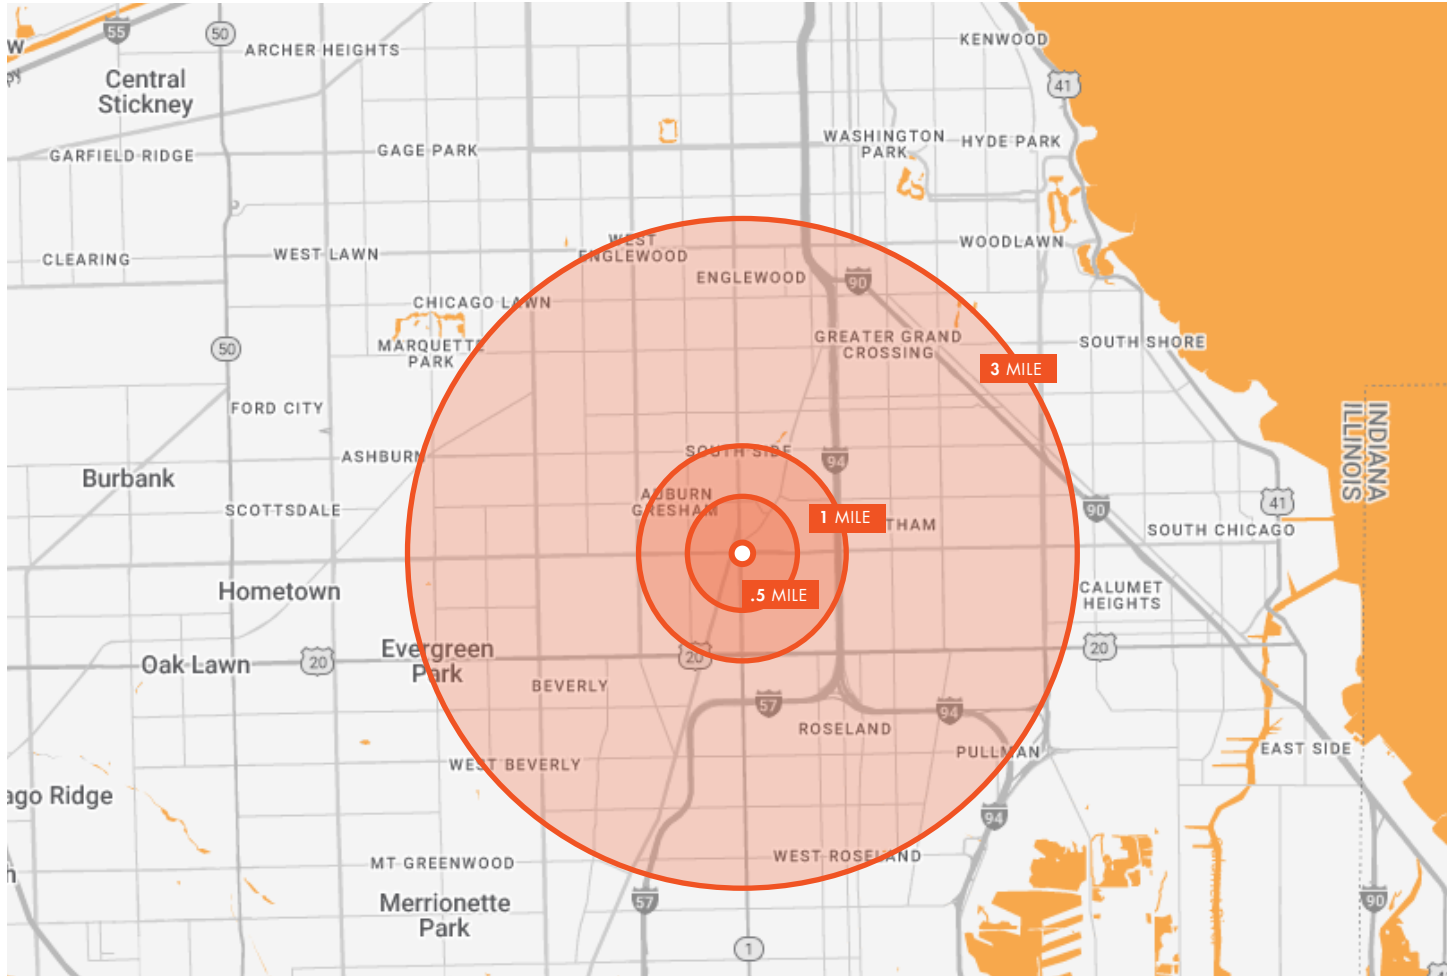 55
50
ARCHER HEIGHTS
KENWOOD
W
Central
Stickney
41
WASHINGTON
PARK
HYDE PARK
GARFIELD RIDGE
GAGE PARK
CLEARING
WEST LAWN
WEST
ENGLEWOOD
WOODLAWN
ENGLEWOOD
90
CHICAGO LAWN
MARQUETTE
PARK
50
GREATER GRAND
CROSSING
SOUTH SHORE
3 MILE
FORD CITY
INDIANA
ILLINOIS
ASHBURN
SOUTH SIDE
94
Burbank
AUBURN
GRESHAM
SCOTTSDALE
1 MILE
THAM
90
41
SOUTH CHICAGO
Hometown
.5 MILE
CALUMET
HEIGHTS
Oak Lawn
20
Evergreen
Park
20
20
BEVERLY
57
94
ROSELAND
PULLMAN
EAST SIDE
WEST BEVERLY
ago Ridge
94
MT GREENWOOD
WEST ROSELAND
h
Merrionette
Park
57
90
1
Calumet River